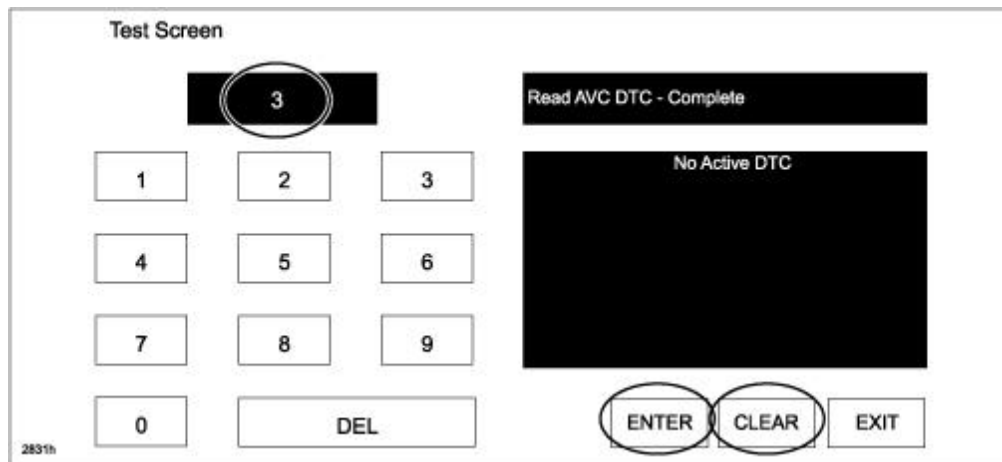 Test Screen
3
Read AVC DTC - Complete
1 2 3
No Active DTC
4 5 6
7 8 9
0 DEL
ENTER CLEAR EXIT
2831h